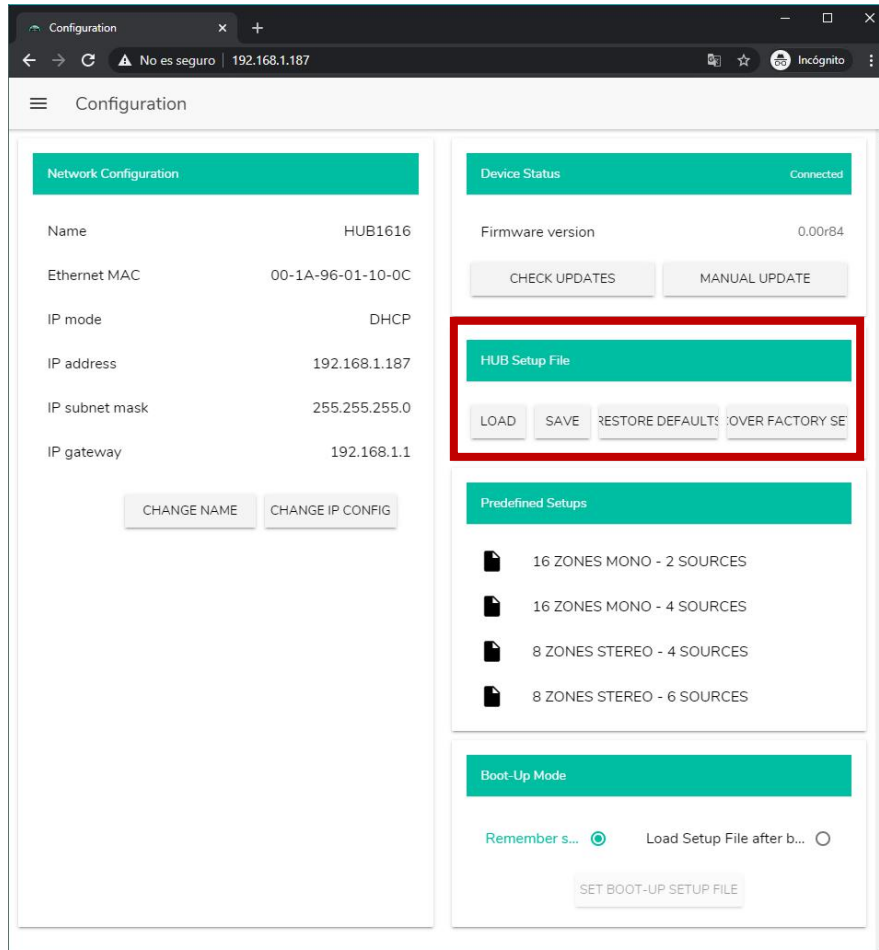 Configuration
No es seguro | 192.168.1.187
Incógnito
Configuration
Network Configuration
Name HUB1616
Ethernet MAC 00-1A-96-01-10-0C
IP mode DHCP
IP address 192.168.1.187
IP subnet mask 255.255.255.0
IP gateway 192.168.1.1
CHANGE NAME CHANGE IP CONFIG
Device Status Connected
Firmware version 0.00r84
CHECK UPDATES MANUAL UPDATE
HUB Setup File
LOAD SAVE RESTORE DEFAULTS COVER FACTORY SE
Predefined Setups
16 ZONES MONO - 2 SOURCES
16 ZONES MONO - 4 SOURCES
8 ZONES STEREO - 4 SOURCES
8 ZONES STEREO - 6 SOURCES
Boot-Up Mode
Remember s... Load Setup File after b...
SET BOOT-UP SETUP FILE